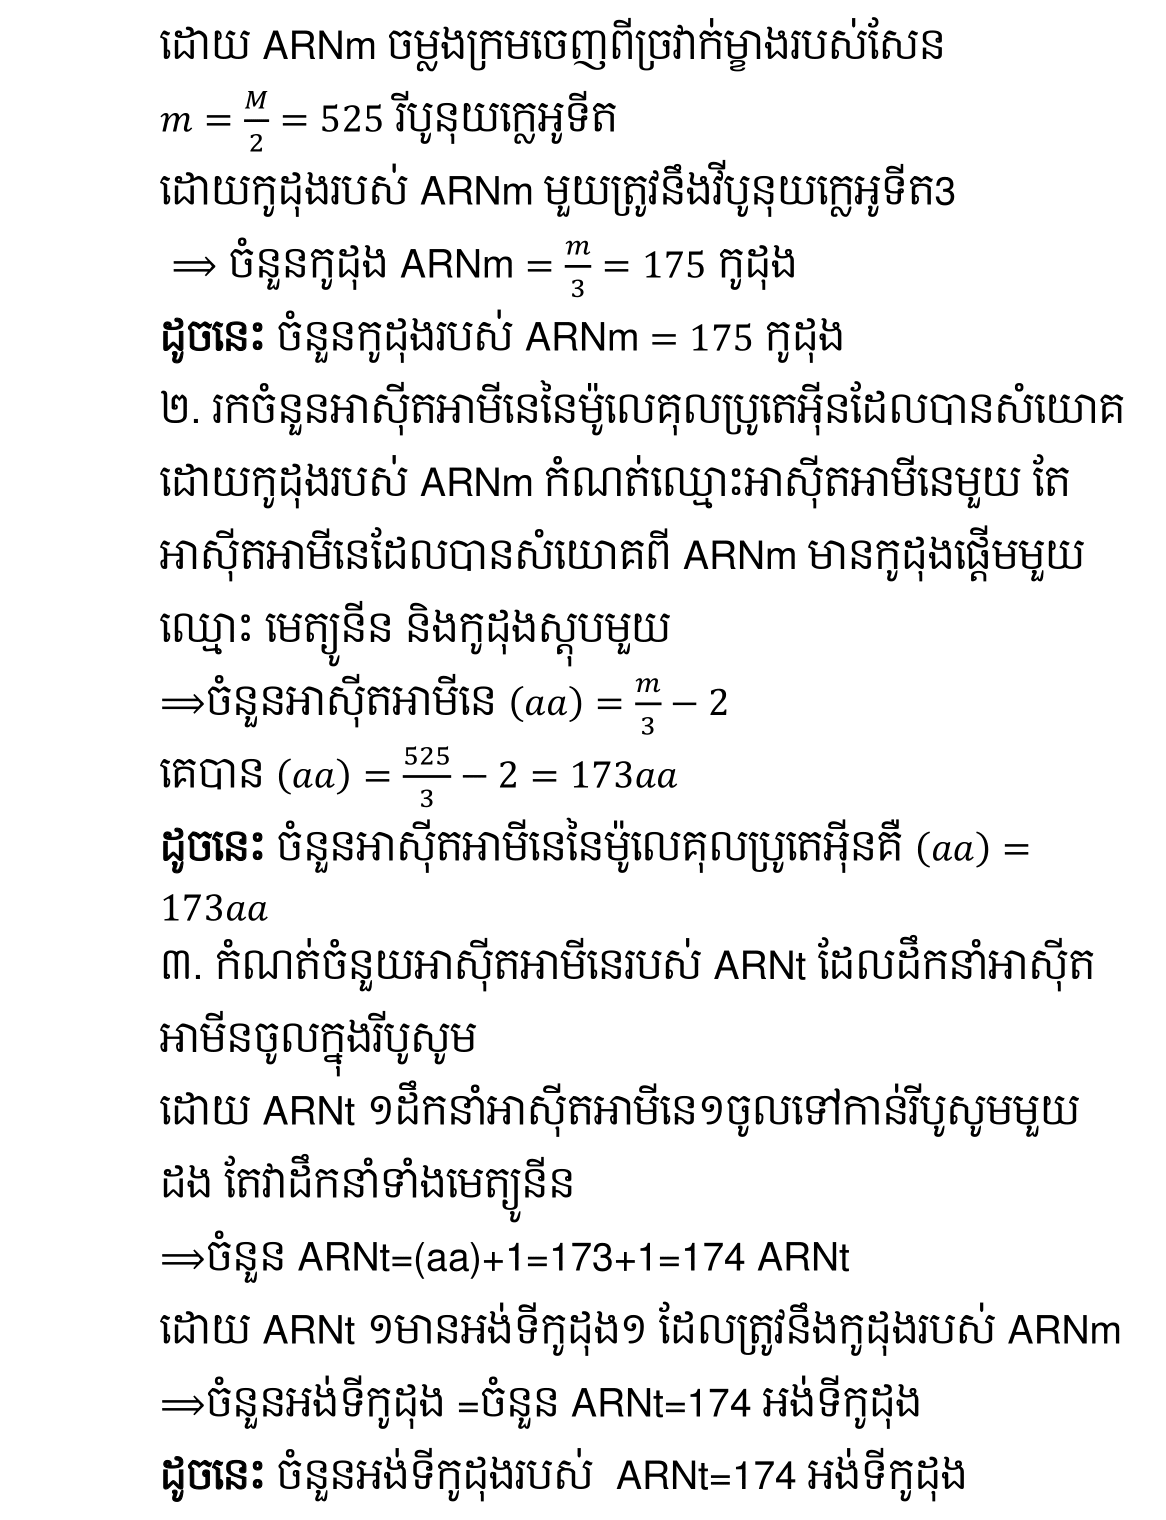 ដោយ ARNm ចម្លងក្រមចេញពីច្រវាក់ម្ខាងរបស់សែន
m = M/2 = 525 រីបូនុយក្លេអូទីត
ដោយកូដុងរបស់ ARNm មួយត្រូវនឹងរីបូនុយក្លេអូទីត3
⟹ ចំនួនកូដុង ARNm = m/3 = 175 កូដុង
ដូចនេះ ចំនួនកូដុងរបស់ ARNm = 175 កូដុង
២. រកចំនួនអាស៊ីតអាមីនេនៃម៉ូលេគុលប្រូតេអ៊ីនដែលបានសំយោគ
ដោយកូដុងរបស់ ARNm កំណត់ឈ្មោះអាស៊ីតអាមីនេមួយ តែ
អាស៊ីតអាមីនេដែលបានសំយោគពី ARNm មានកូដុងផ្ដើមមួយ
ឈ្មោះ មេត្យូនីន និងកូដុងស្តុបមួយ
⟹ចំនួនអាស៊ីតអាមីនេ (aa) = m/3 − 2
គេបាន (aa) = 525/3 − 2 = 173aa
ដូចនេះ ចំនួនអាស៊ីតអាមីនេនៃម៉ូលេគុលប្រូតេអ៊ីនគឺ (aa) =
173aa
៣. កំណត់ចំនួយអាស៊ីតអាមីនេរបស់ ARNt ដែលដឹកនាំអាស៊ីត
អាមីនចូលក្នុងរីបូសូម
ដោយ ARNt ១ដឹកនាំអាស៊ីតអាមីនេ១ចូលទៅកាន់រីបូសូមមួយ
ដង តែវាដឹកនាំទាំងមេត្យូនីន
⟹ចំនួន ARNt=(aa)+1=173+1=174 ARNt
ដោយ ARNt ១មានអង់ទីកូដុង១ ដែលត្រូវនឹងកូដុងរបស់ ARNm
⟹ចំនួនអង់ទីកូដុង =ចំនួន ARNt=174 អង់ទីកូដុង
ដូចនេះ ចំនួនអង់ទីកូដុងរបស់ ARNt=174 អង់ទីកូដុង